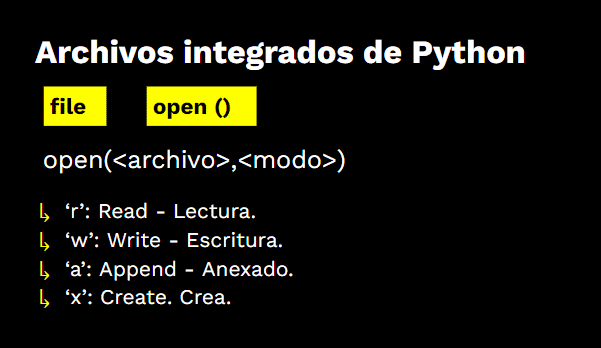 Archivos integrados de Python
file open ()
open(<archivo>,<modo>)
↳ ‘r’: Read - Lectura.
↳ ‘w’: Write - Escritura.
↳ ‘a’: Append - Anexado.
↳ ‘x’: Create. Crea.